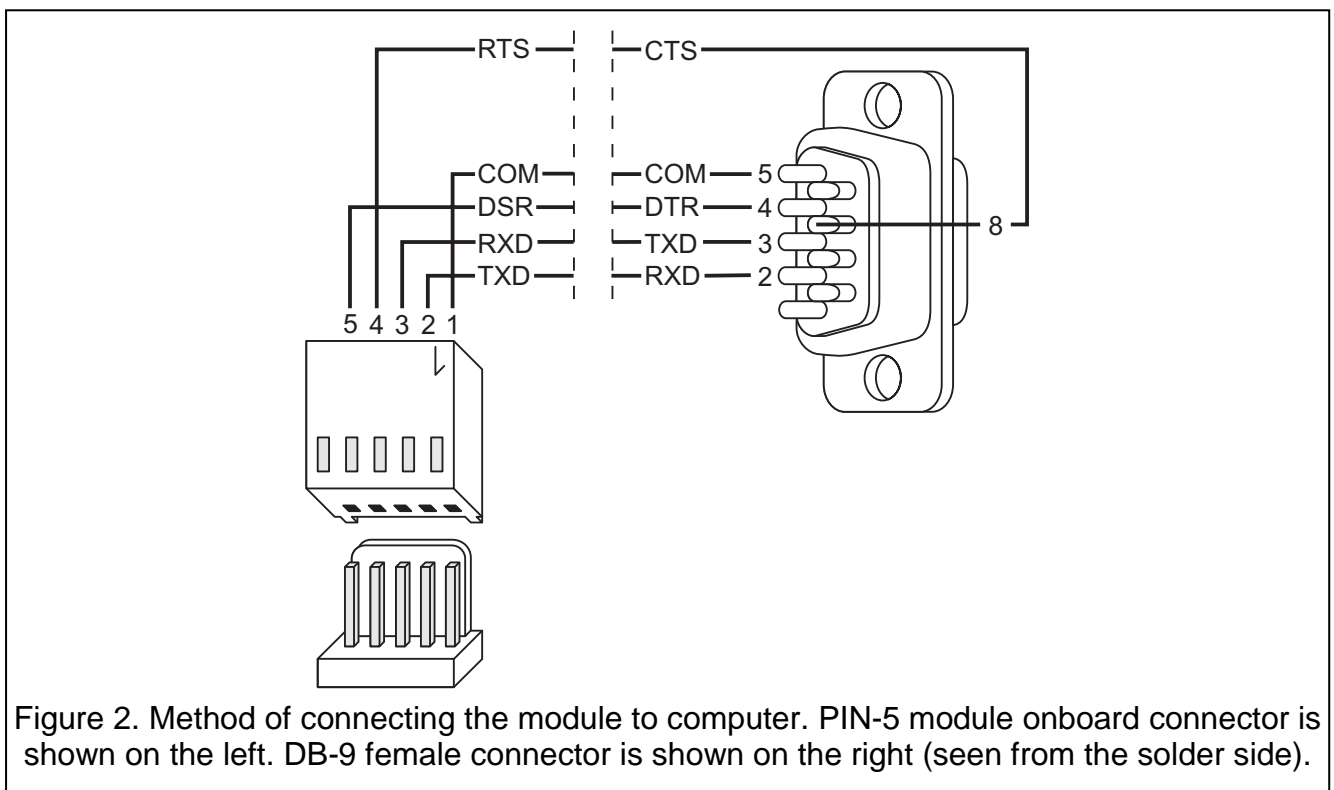 RTS CTS
COM COM 5
DSR DTR 4
8
RXD TXD 3
TXD RXD 2
5 4 3 2 1
Figure 2. Method of connecting the module to computer. PIN-5 module onboard connector is
shown on the left. DB-9 female connector is shown on the right (seen from the solder side).